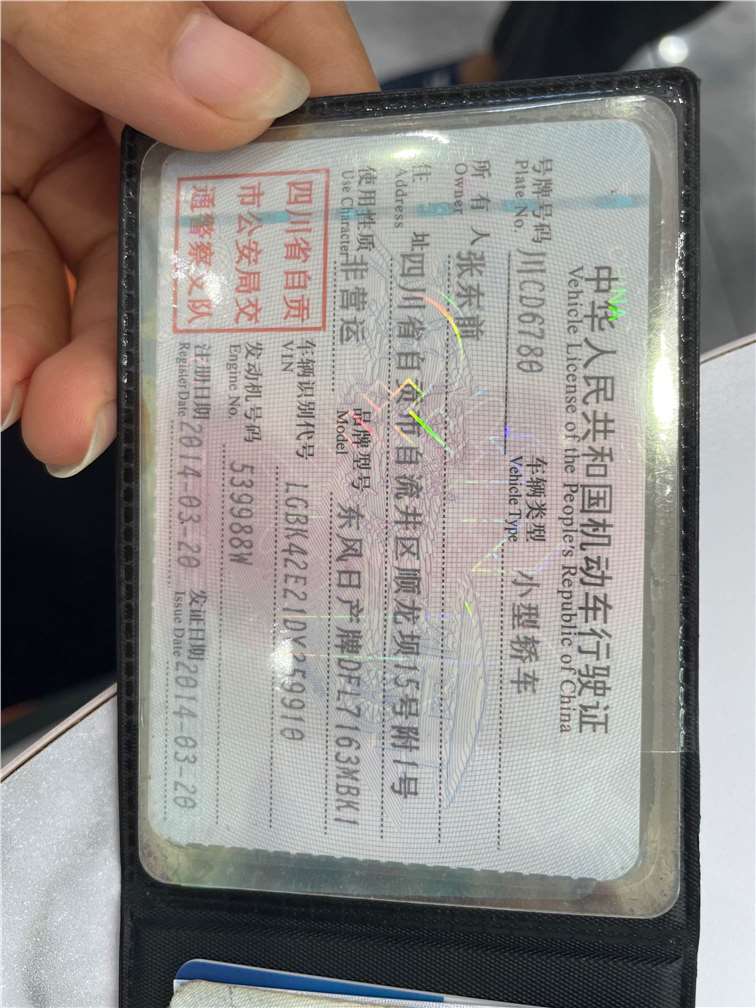 中华人民共和国机动车行驶证
Vehicle License of the People's Republic of China
号牌号码 川CD6780 车辆类型 小型轿车
Plate No. Vehicle Type
所有人 张东前
Owner
住址 四川省自贡市自流井区顺龙坝15号附1号
Address
使用性质 非营运 品牌型号 东风日产牌DFL7163MBK1
Use Character Model
四川省自贡
市公安局交
通警察支队
车辆识别代号 LGBK42E21DY259910
VIN
发动机号码 539988W
Engine No.
注册日期 2014-03-20 发证日期 2014-03-20
Register Date Issue Date